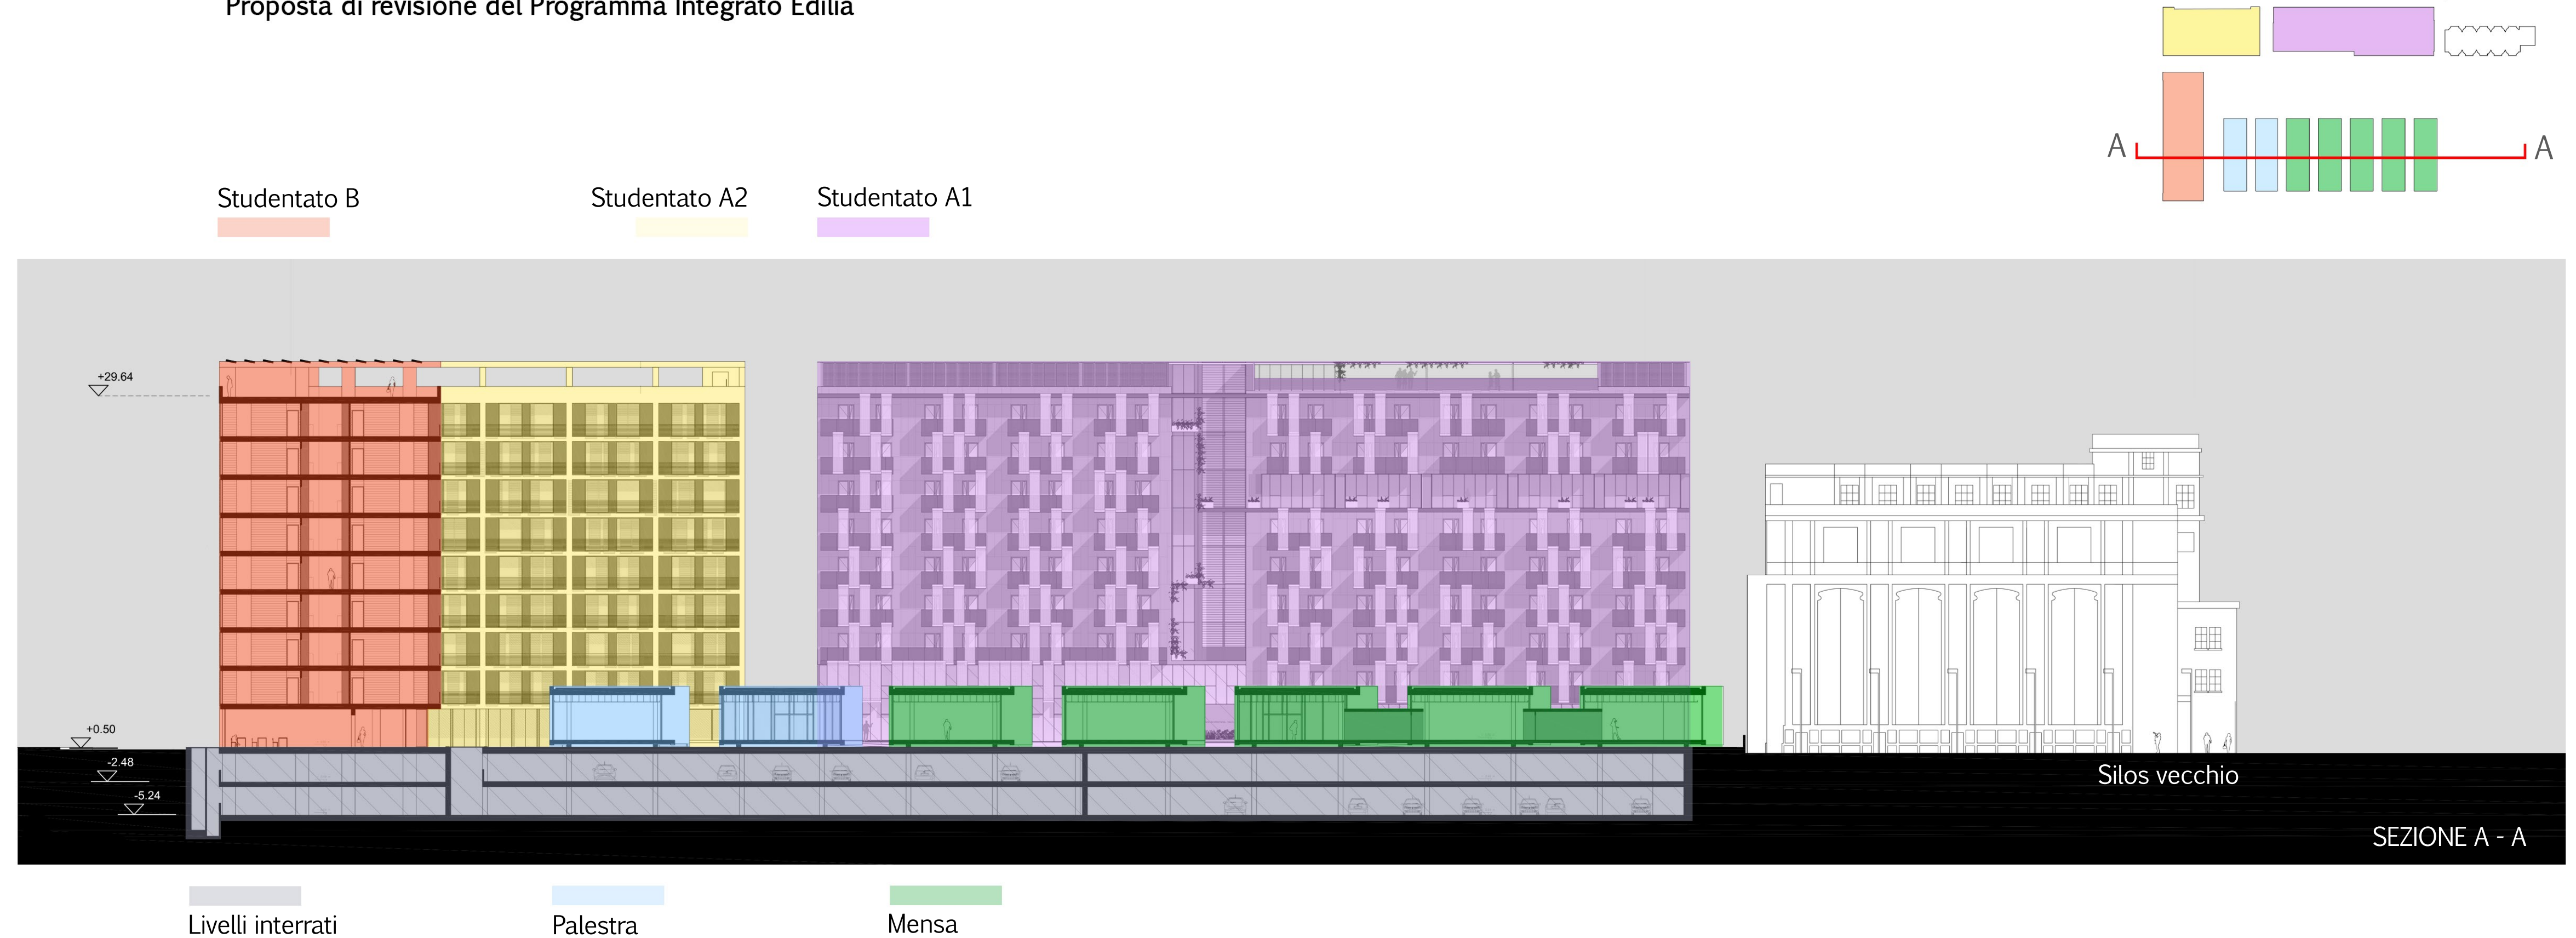 Proposta di revisione del Programma Integrato Edilia
A A
Studentato B
Studentato A2
Studentato A1
+29.64
+0.50
-2.48
-5.24
Silos vecchio
SEZIONE A - A
Livelli interrati
Palestra
Mensa